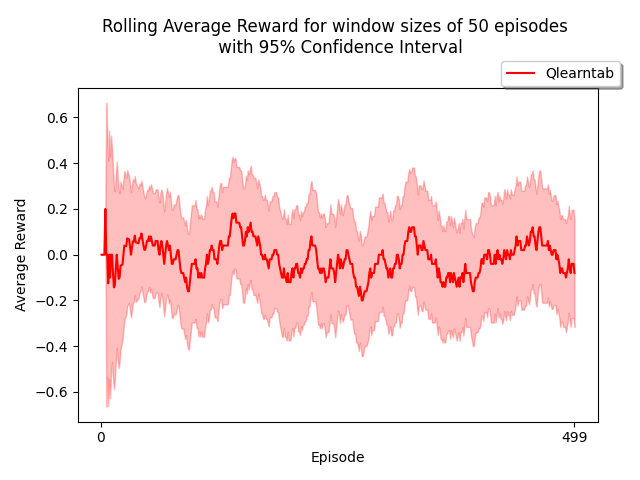 Rolling Average Reward for window sizes of 50 episodes
with 95% Confidence Interval
Qlearntab
0.6
0.4
0.2
0.0
−0.2
−0.4
−0.6
Average Reward
0
499
Episode